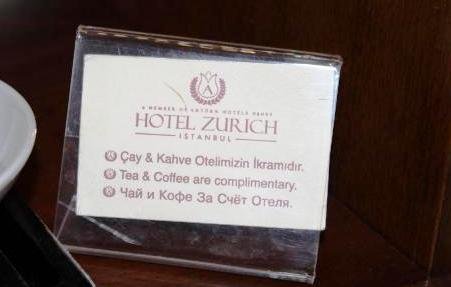 A
A MEMBER OF ARTÜRK HOTELS GROUP
HOTEL ZURICH
ISTANBUL
Çay & Kahve Otelimizin İkramıdır.
Tea & Coffee are complimentary.
Чай и Кофе За Счёт Отеля.